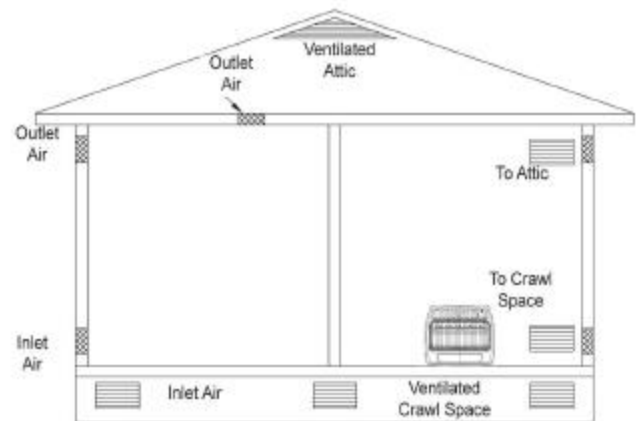 Ventilated
Attic
Outlet
Air
Outlet
Air
To Attic
To Crawl
Space
Inlet
Air
Inlet Air
Ventilated
Crawl Space